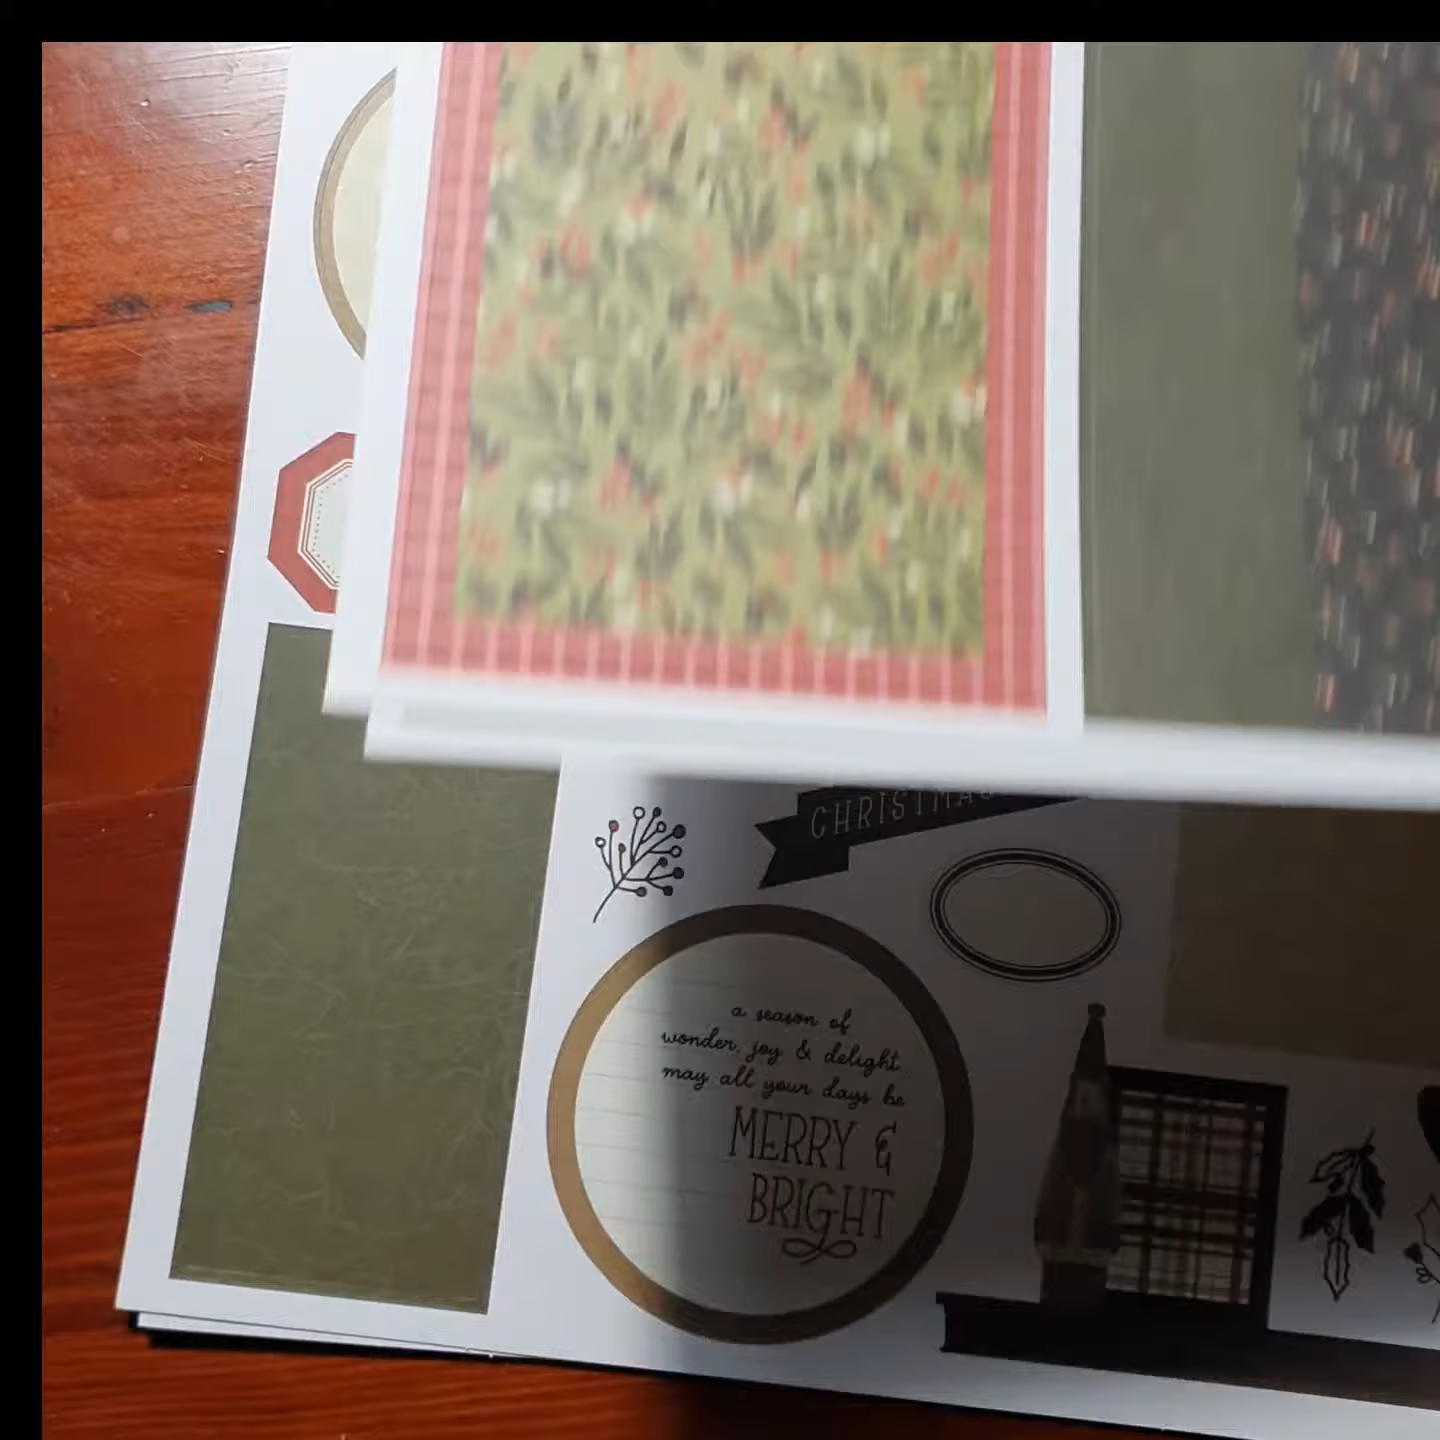 CHRISTMAS
a season of
wonder, joy & delight
may all your days be
MERRY &
BRIGHT